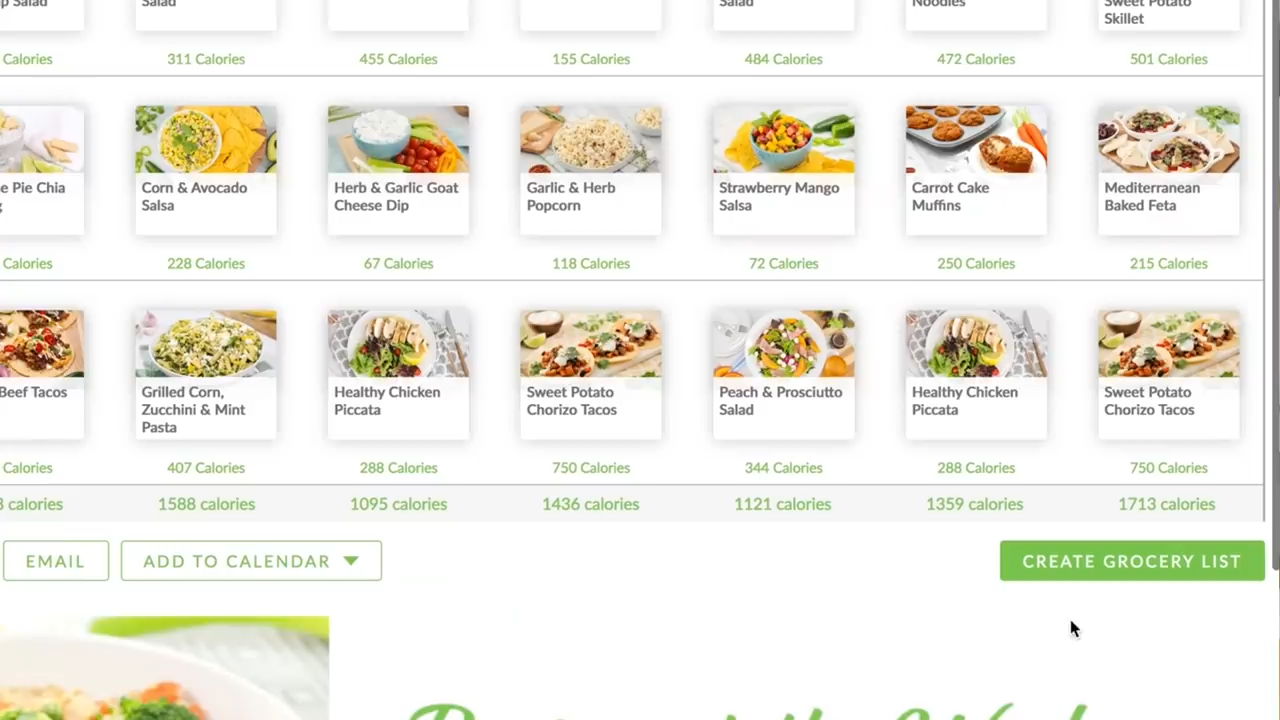 p Salad
Salad
Salad
Noodles
Sweet Potato
Skillet
Calories
311 Calories
455 Calories
155 Calories
484 Calories
472 Calories
501 Calories
e Pie Chia
g
Corn & Avocado
Salsa
Herb & Garlic Goat
Cheese Dip
Garlic & Herb
Popcorn
Strawberry Mango
Salsa
Carrot Cake
Muffins
Mediterranean
Baked Feta
Calories
228 Calories
67 Calories
118 Calories
72 Calories
250 Calories
215 Calories
Beef Tacos
Grilled Corn,
Zucchini & Mint
Pasta
Healthy Chicken
Piccata
Sweet Potato
Chorizo Tacos
Peach & Prosciutto
Salad
Healthy Chicken
Piccata
Sweet Potato
Chorizo Tacos
Calories
407 Calories
288 Calories
750 Calories
344 Calories
288 Calories
750 Calories
8 calories
1588 calories
1095 calories
1436 calories
1121 calories
1359 calories
1713 calories
EMAIL
ADD TO CALENDAR
CREATE GROCERY LIST